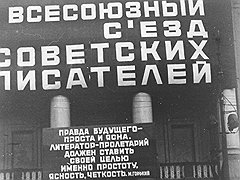 ВСЕСОЮЗНЫЙ
С'ЕЗД
СОВЕТСКИХ
ПИСАТЕЛЕЙ
ПРАВДА БУДУЩЕГО-
ПРОСТА И ЯСНА.
ЛИТЕРАТОР-ПРОЛЕТАРИЙ
ДОЛЖЕН СТАВИТЬ
СВОЕЙ ЦЕЛЬЮ
ИМЕННО ПРОСТОТУ,
ЯСНОСТЬ, ЧЕТКОСТЬ. М. ГОРЬКИЙ